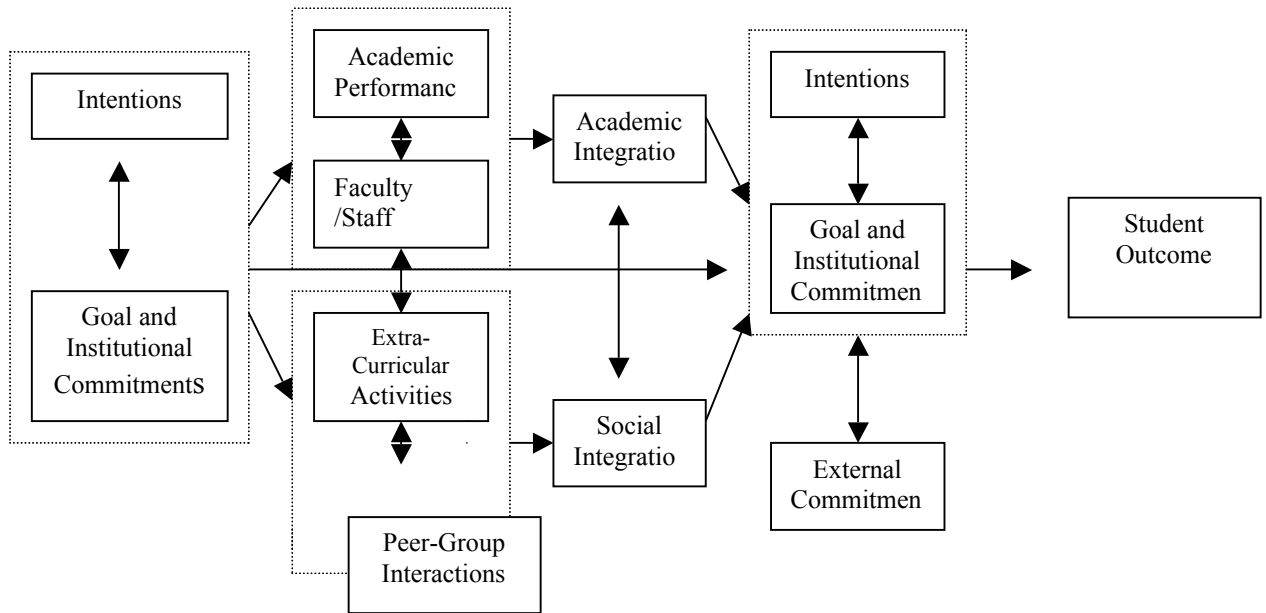 Intentions
Goal and
Institutional
Commitments
Academic
Performanc
Faculty
/Staff
Extra-
Curricular
Activities
Peer-Group
Interactions
Academic
Integratio
Social
Integratio
Intentions
Goal and
Institutional
Commitmen
External
Commitmen
Student
Outcome